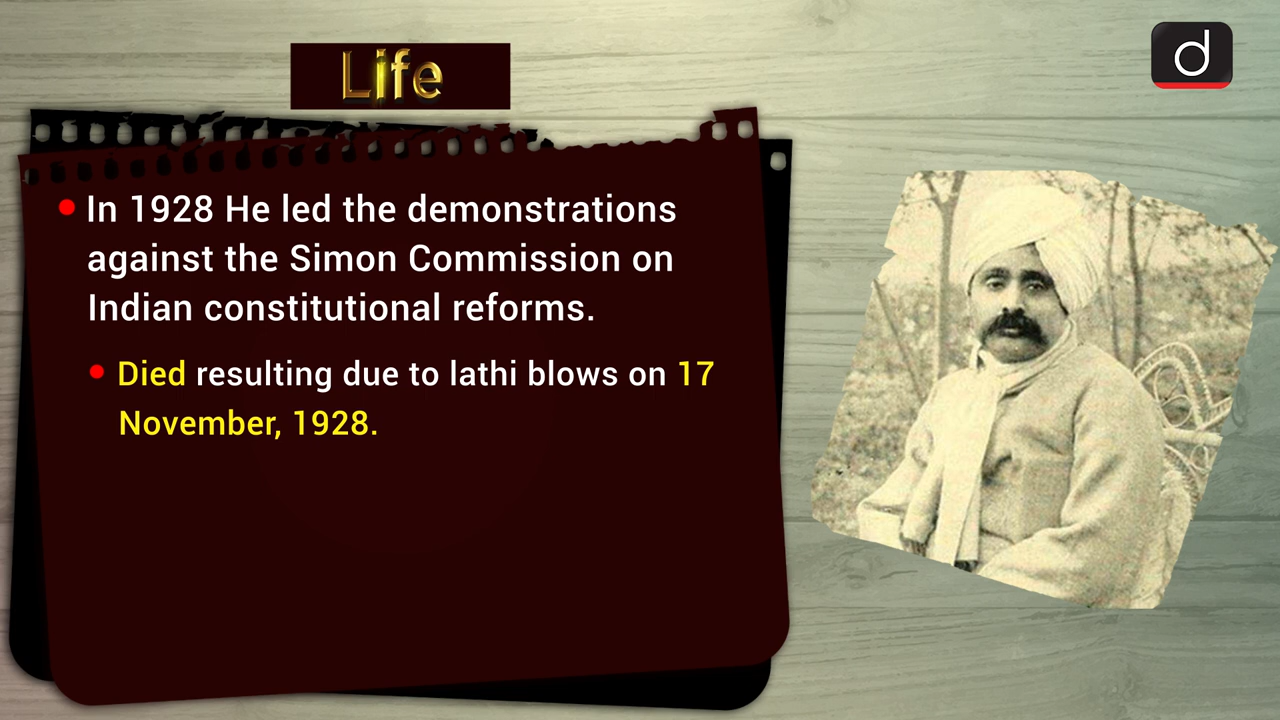 Life
d
In 1928 He led the demonstrations
against the Simon Commission on
Indian constitutional reforms.
Died resulting due to lathi blows on 17
November, 1928.